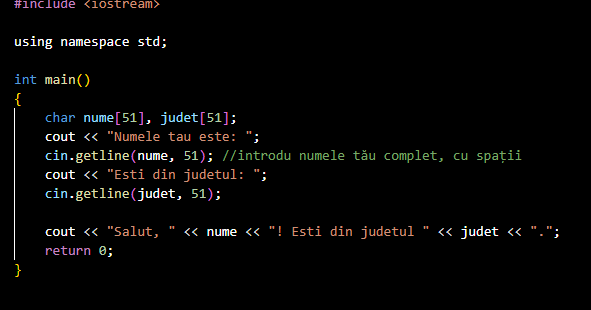 #include <iostream>
using namespace std;
int main()
{
char nume[51], judet[51];
cout << "Numele tau este: ";
cin.getline(nume, 51); //introdu numele tău complet, cu spații
cout << "Esti din judetul: ";
cin.getline(judet, 51);
cout << "Salut, " << nume << "! Esti din judetul " << judet << ".";
return 0;
}